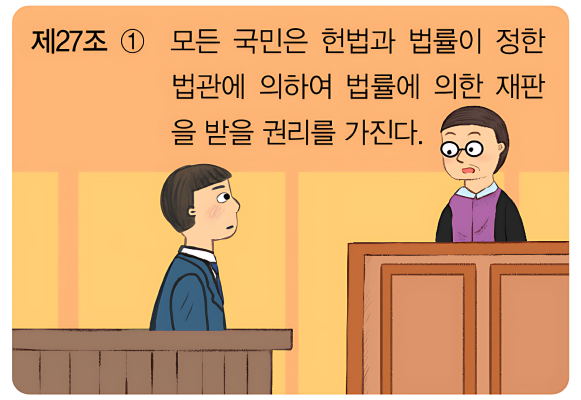 제27조 ① 모든 국민은 헌법과 법률이 정한
법관에 의하여 법률에 의한 재판
을 받을 권리를 가진다.